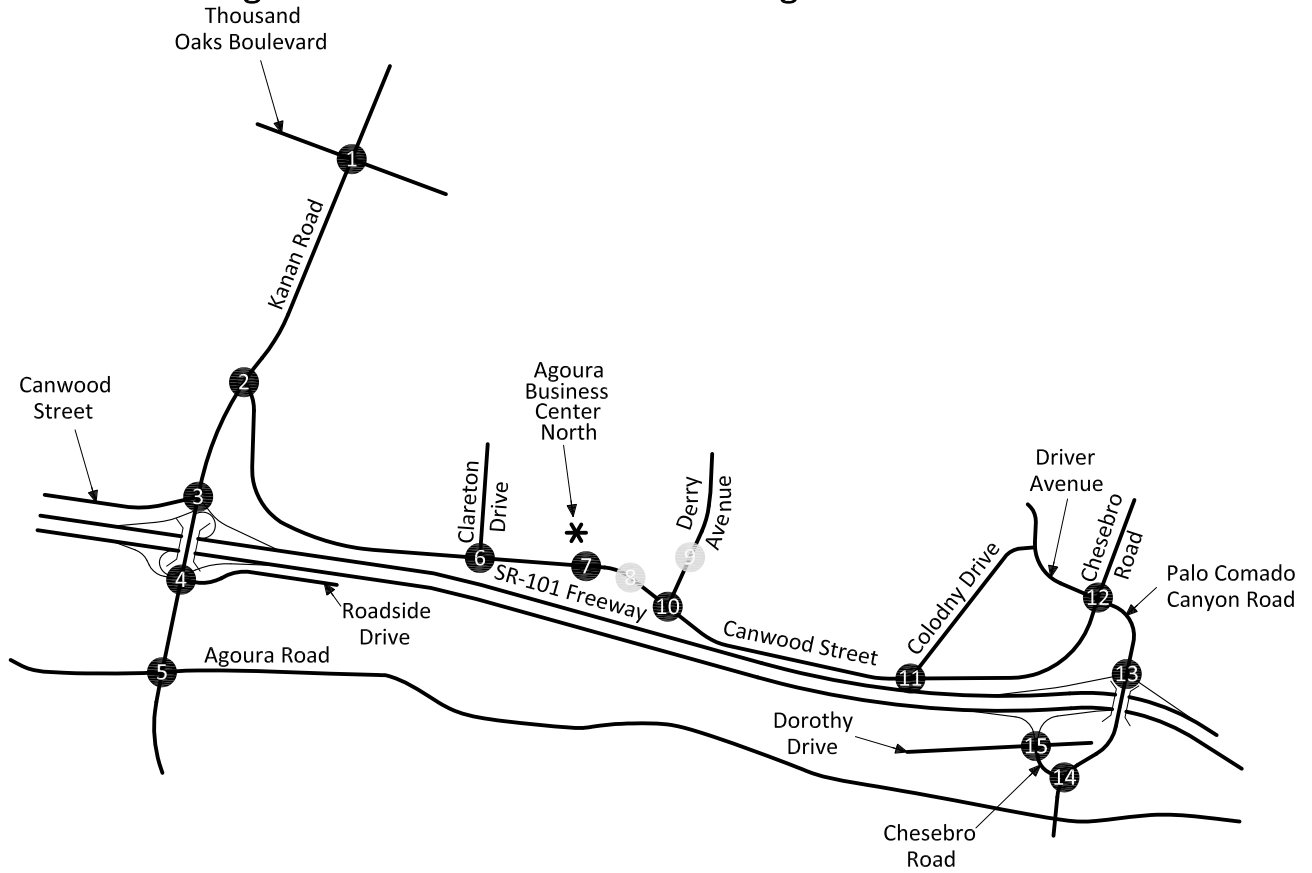 Thousand
Oaks Boulevard
1
Kanan Road
2
Canwood
Street
Agoura
Business
Center
North
3
Clareton
Drive
Derry
Avenue
Driver
Avenue
Chesebro
Road
4
6
7
8
9
10
SR-101 Freeway
Roadside
Drive
Palo Comado
Canyon Road
12
Colodny Drive
Canwood Street
5
Agoura Road
11
13
Dorothy
Drive
15
14
Chesebro
Road